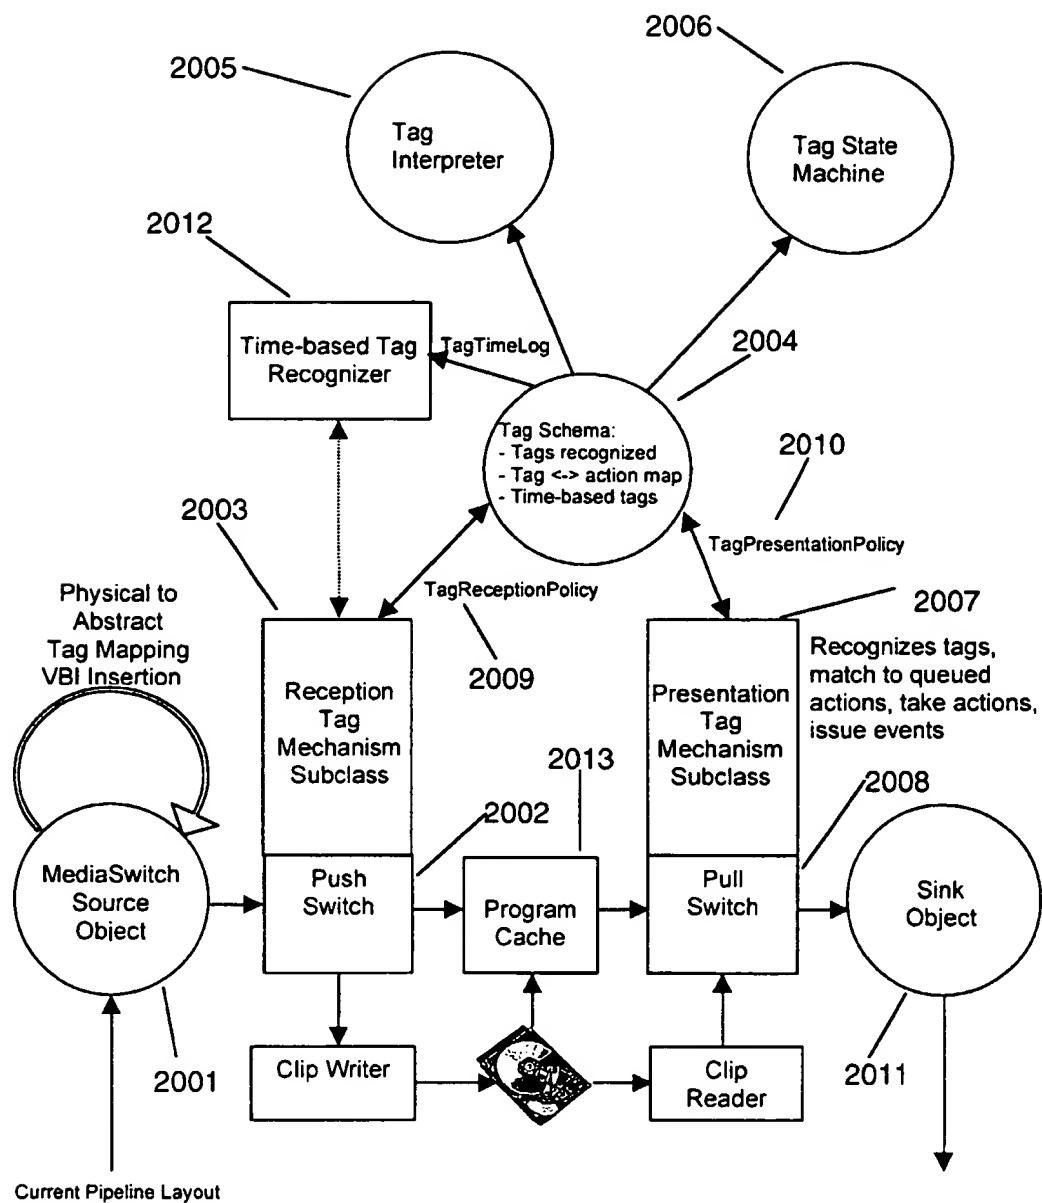 2006
2005
Tag
Interpreter
Tag State
Machine
2012
Time-based Tag
Recognizer
TagTimeLog
2004
Tag Schema:
- Tags recognized
- Tag <-> action map
- Time-based tags
2010
2003
TagPresentationPolicy
TagReceptionPolicy
2009
Physical to
Abstract
Tag Mapping
VBI Insertion
2007
Recognizes tags,
match to queued
actions, take actions,
issue events
Reception
Tag
Mechanism
Subclass
Presentation
Tag
Mechanism
Subclass
2013
2002
2008
MediaSwitch
Source
Object
Push
Switch
Program
Cache
Pull
Switch
Sink
Object
2001
Clip Writer
Clip
Reader
2011
Current Pipeline Layout